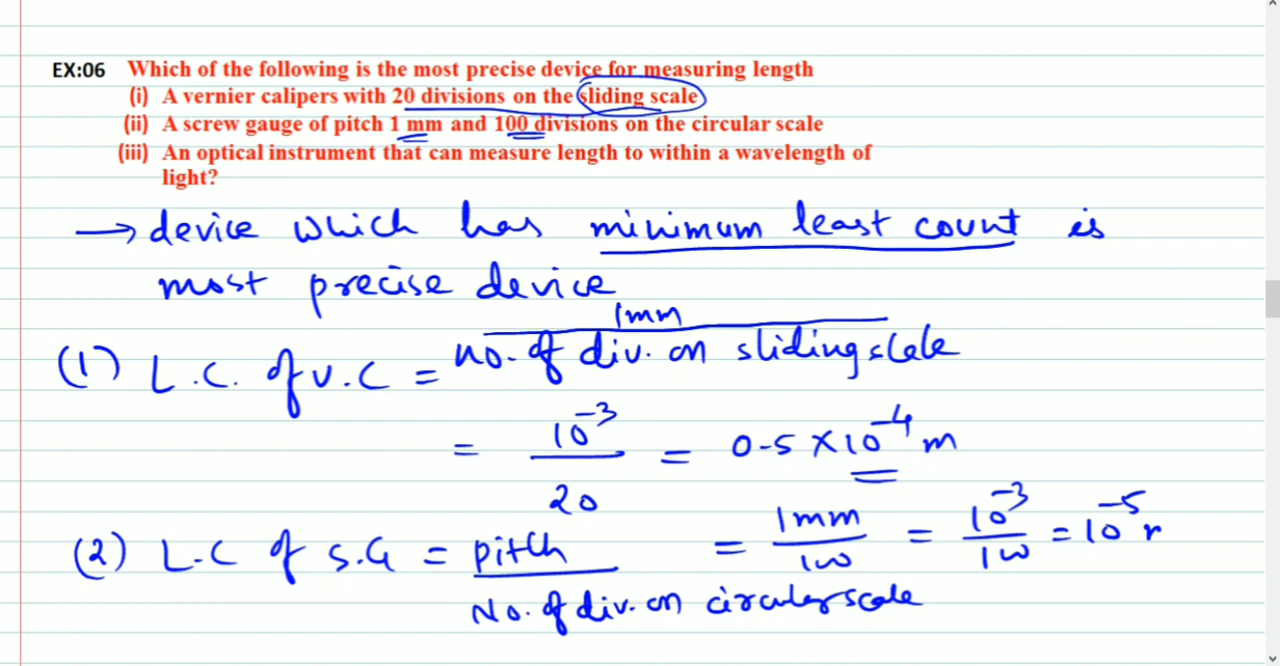 EX:06 Which of the following is the most precise device for measuring length
(i) A vernier calipers with 20 divisions on the sliding scale
(ii) A screw gauge of pitch 1 mm and 100 divisions on the circular scale
(iii) An optical instrument that can measure length to within a wavelength of
light?
→ device which has minimum least count is
most precise device
(1) L.C. of V.C = 1mm / No. of div. on sliding scale
= 10⁻³ / 20 = 0.5 × 10⁻⁴ m
(2) L.C of S.G = pitch / No. of div. on circular scale = 1mm / 100 = 10⁻³ / 100 = 10⁻⁵